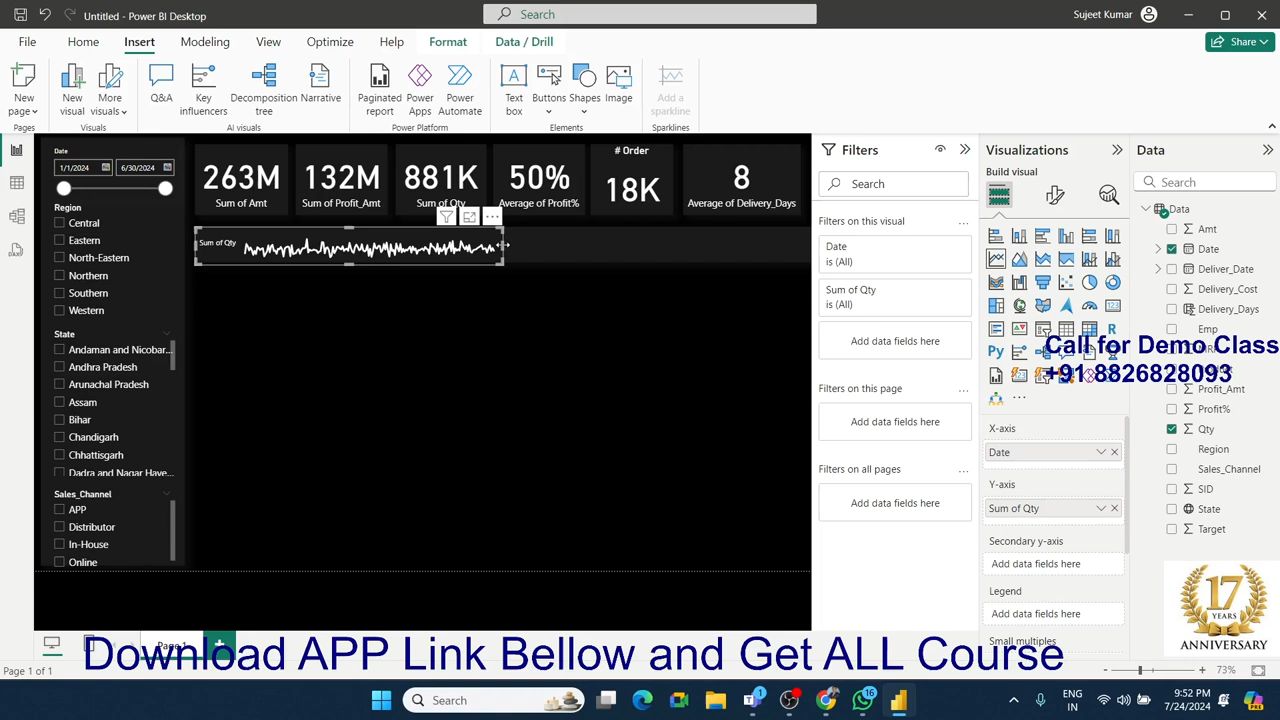 Untitled - Power BI Desktop
Search
Sujeet Kumar
File Home Insert Modeling View Optimize Help Format Data / Drill
Share
New page
New visual
More visuals
Q&A
Key influencers
Decomposition tree
Narrative
Paginated report
Power Apps
Power Automate
Text box
Buttons
Shapes
Image
Add a sparkline
Pages
Visuals
AI visuals
Power Platform
Elements
Sparklines
Date
1/1/2024
6/30/2024
Region
Central
Eastern
North-Eastern
Northern
Southern
Western
State
Andaman and Nicobar...
Andhra Pradesh
Arunachal Pradesh
Assam
Bihar
Chandigarh
Chhattisgarh
Dadra and Nagar Have...
Sales_Channel
APP
Distributor
In-House
Online
263M
Sum of Amt
132M
Sum of Profit_Amt
881K
Sum of Qty
50%
Average of Profit%
# Order
18K
8
Average of Delivery_Days
Sum of Qty
Filters
Search
Filters on this visual
Date
is (All)
Sum of Qty
is (All)
Add data fields here
Filters on this page
Add data fields here
Filters on all pages
Add data fields here
Visualizations
Build visual
123
R
Py
X-axis
Date
Y-axis
Sum of Qty
Secondary y-axis
Add data fields here
Legend
Add data fields here
Small multiples
Data
Search
Data
Amt
Date
Deliver_Date
Delivery_Cost
Delivery_Days
Emp
Profit_Amt
Profit%
Qty
Region
Sales_Channel
SID
State
Target
Call for Demo Class
+91 8826828093
17
YEARS
ANNIVERSARY
Page 1
Download APP Link Bellow and Get ALL Course
Page 1 of 1
73%
Search
1
16
ENG
IN
9:52 PM
7/24/2024